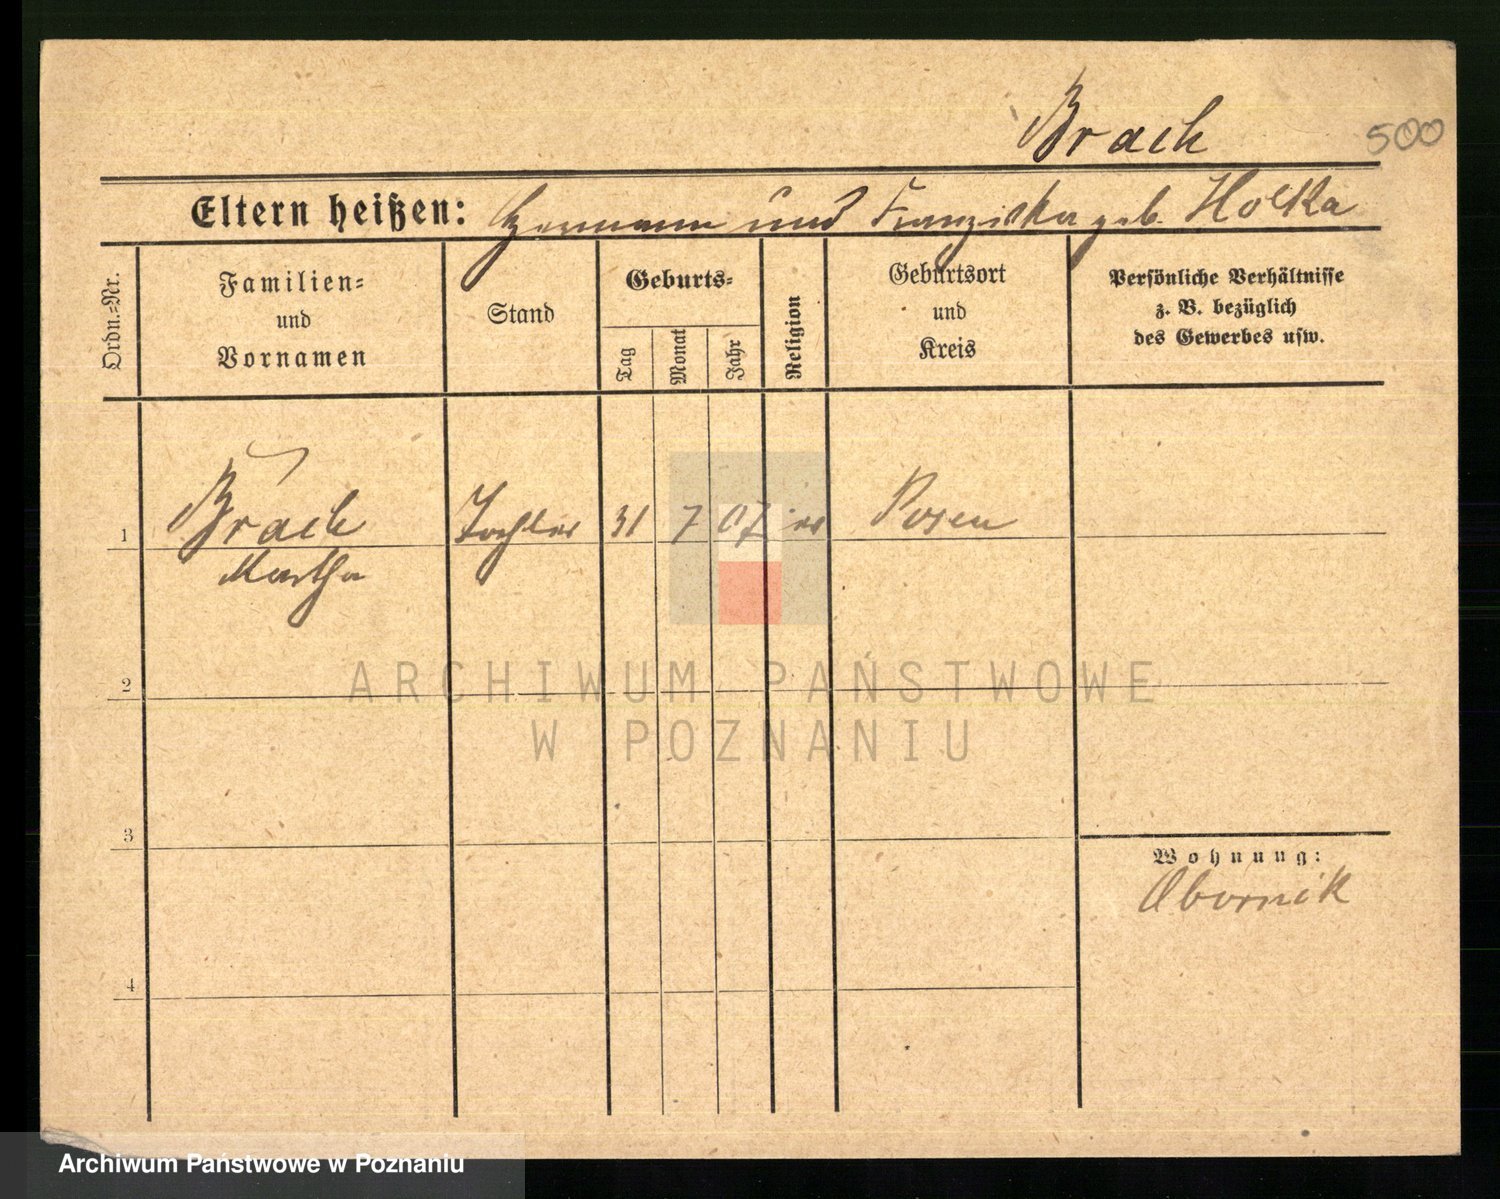 Brach
500
Eltern heißen: Hermann und Franziska geb. Holka
Ordn.=Nr.
Familien=
und
Vornamen
Stand
Geburts=
Tag
Monat
Jahr
Religion
Geburtsort
und
Kreis
Persönliche Verhältnisse
z. B. bezüglich
des Gewerbes usw.
1 Brach Tochter 31 7 07 Posen
Martha
2
3
4
Wohnung:
Obornik
ARCHIWUM PAŃSTWOWE
W POZNANIU
Archiwum Państwowe w Poznaniu